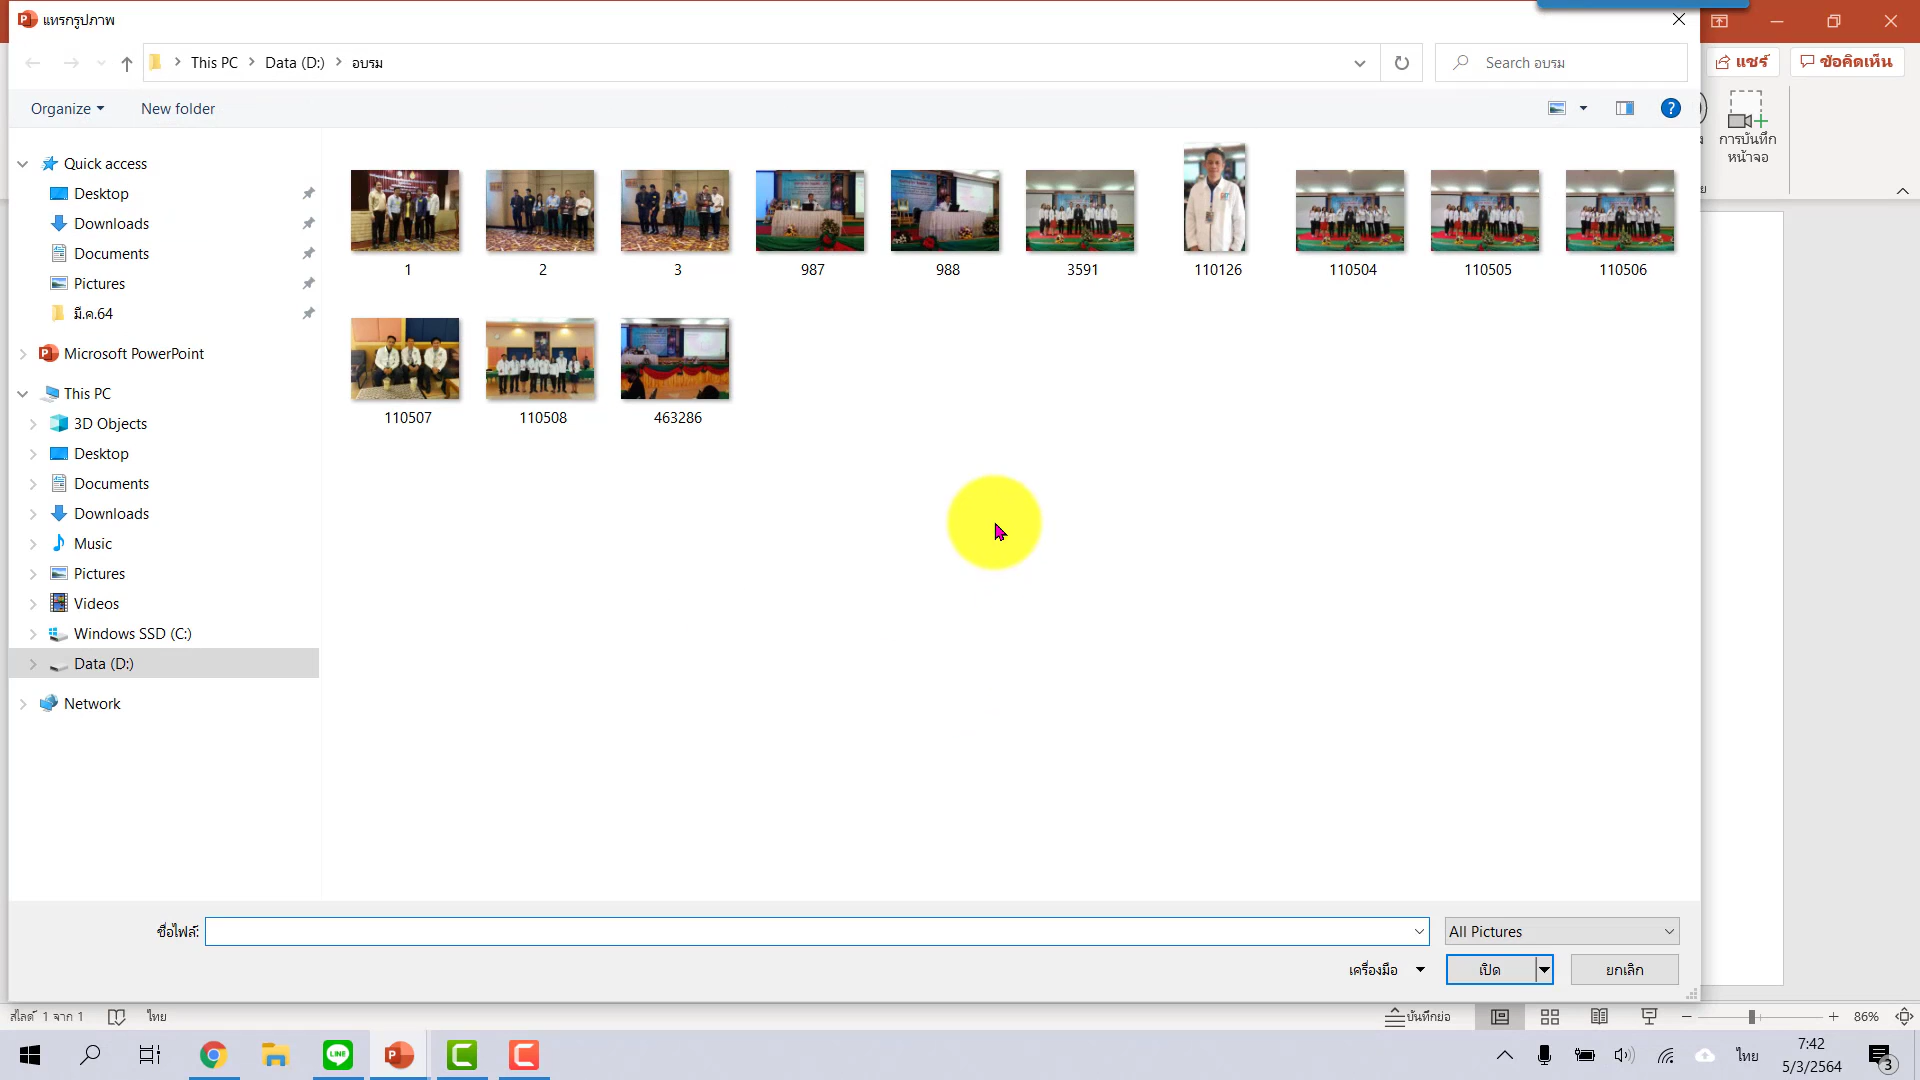 แทรกรูปภาพ
This PC > Data (D:) > อบรม
Search อบรม
แชร์
ข้อคิดเห็น
Organize
New folder
การบันทึก
หน้าจอ
Quick access
Desktop
Downloads
Documents
Pictures
มี.ค.64
Microsoft PowerPoint
This PC
3D Objects
Desktop
Documents
Downloads
Music
Pictures
Videos
Windows SSD (C:)
Data (D:)
Network
1
2
3
987
988
3591
110126
110504
110505
110506
110507
110508
463286
ชื่อไฟล์:
All Pictures
เครื่องมือ
เปิด
ยกเลิก
สไลด์ 1 จาก 1
ไทย
บันทึกย่อ
86%
LINE
ไทย
7:42
5/3/2564
3